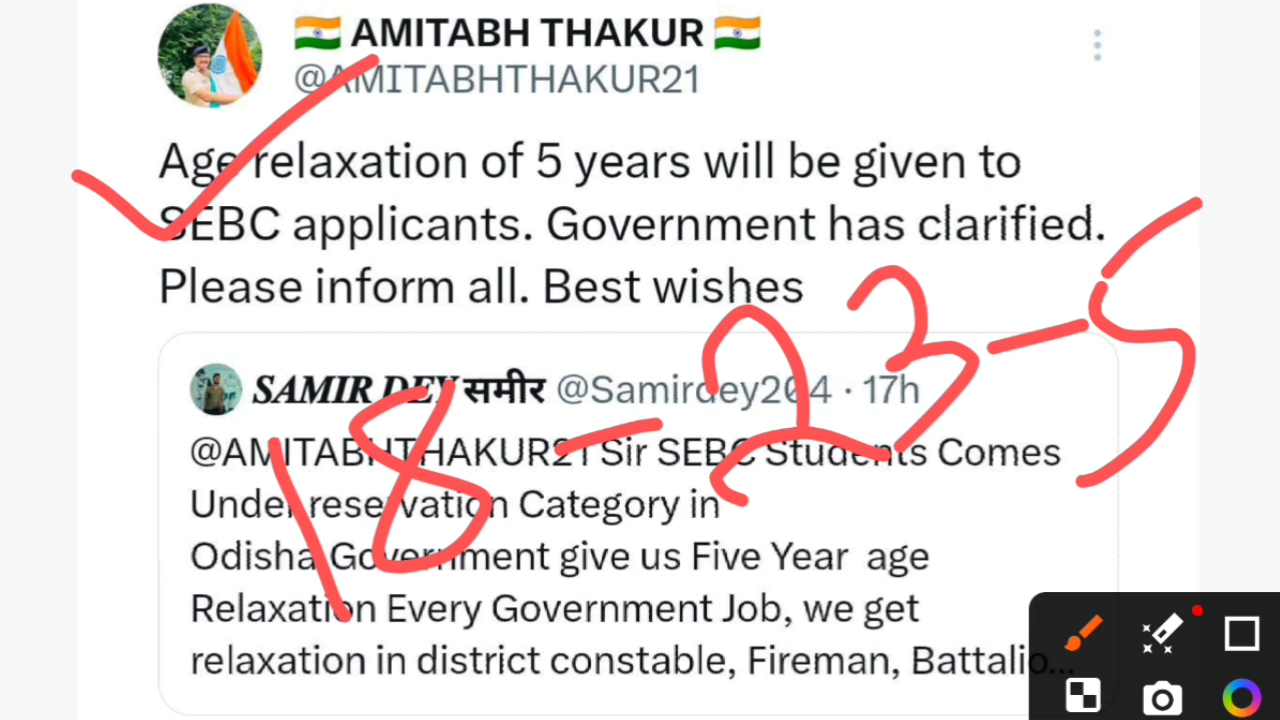 🇮🇳 AMITABH THAKUR 🇮🇳
@AMITABHTHAKUR21
Age relaxation of 5 years will be given to
SEBC applicants. Government has clarified.
Please inform all. Best wishes
SAMIR DEY समीर @Samirdey204 · 17h
@AMITABHTHAKUR21 Sir SEBC Students Comes
Under reservation Category in
Odisha Government give us Five Year age
Relaxation Every Government Job, we get
relaxation in district constable, Fireman, Battalio...
18-23-5